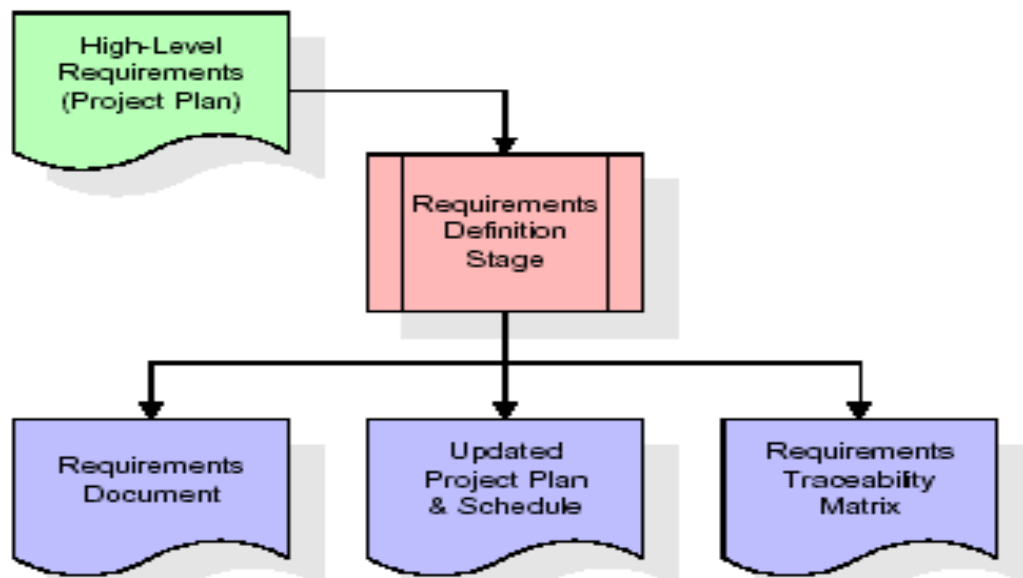 High-Level
Requirements
(Project Plan)
Requirements
Definition
Stage
Requirements
Document
Updated
Project Plan
& Schedule
Requirements
Traceability
Matrix